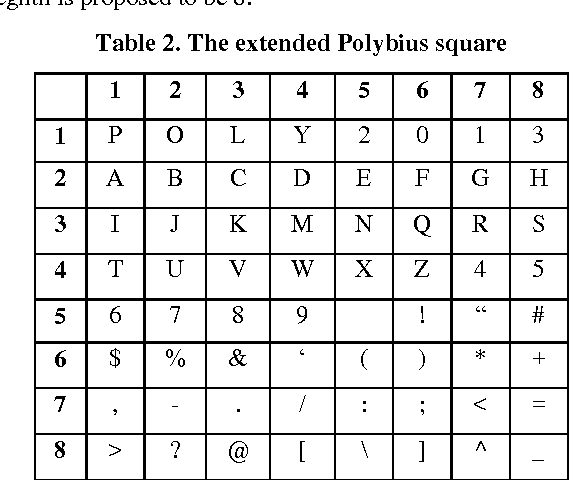 is proposed to be 8.
Table 2. The extended Polybius square
1 2 3 4 5 6 7 8
1 P O L Y 2 0 1 3
2 A B C D E F G H
3 I J K M N Q R S
4 T U V W X Z 4 5
5 6 7 8 9 ! “ #
6 $ % & ‘ ( ) * +
7 , - . / : ; < =
8 > ? @ [ \ ] ^ _